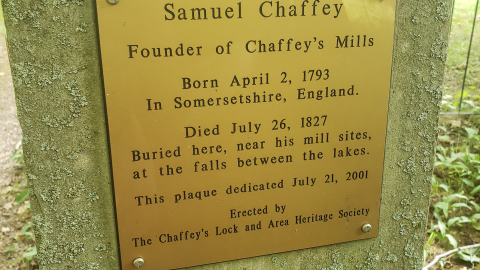 Samuel Chaffey
Founder of Chaffey's Mills
Born April 2, 1793
In Somersetshire, England.
Died July 26, 1827
Buried here, near his mill sites,
at the falls between the lakes.
This plaque dedicated July 21, 2001
Erected by
The Chaffey's Lock and Area Heritage Society